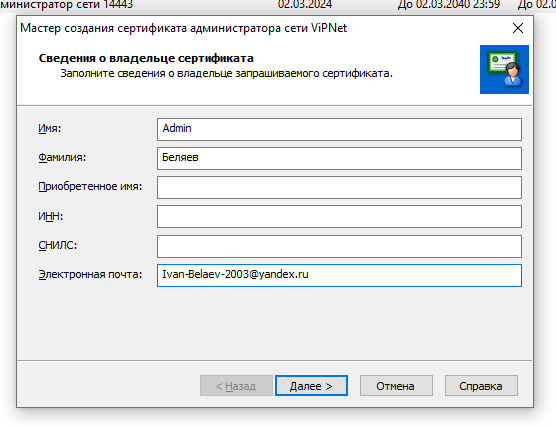 министратор сети 14443 02.03.2024 До 02.03.2040 23:59 До 02.0
Мастер создания сертификата администратора сети ViPNet
Сведения о владельце сертификата
Заполните сведения о владельце запрашиваемого сертификата.
Имя: Admin
Фамилия: Беляев
Приобретенное имя:
ИНН:
СНИЛС:
Электронная почта: Ivan-Belaev-2003@yandex.ru
< Назад Далее > Отмена Справка